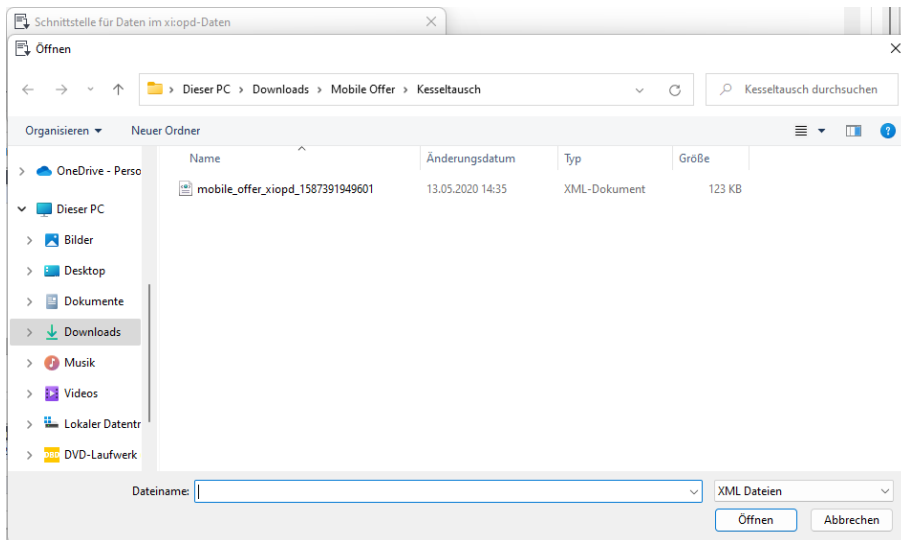 Schnittstelle für Daten im xi:opd-Daten
Öffnen
Dieser PC > Downloads > Mobile Offer > Kesseltausch
Kesseltausch durchsuchen
Organisieren
Neuer Ordner
Name
Änderungsdatum
Typ
Größe
mobile_offer_xiopd_1587391949601
13.05.2020 14:35
XML-Dokument
123 KB
OneDrive - Perso
Dieser PC
Bilder
Desktop
Dokumente
Downloads
Musik
Videos
Lokaler Datentr
DVD-Laufwerk
Dateiname:
XML Dateien
Öffnen
Abbrechen